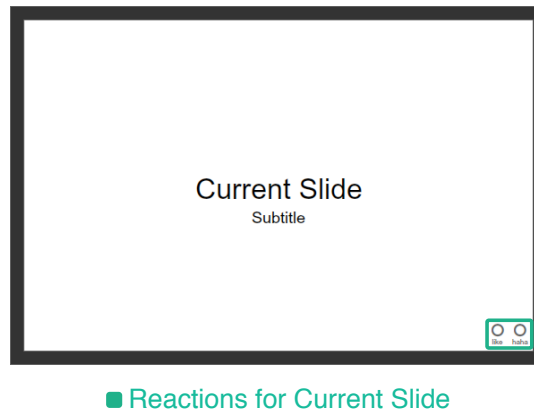 Current Slide
Subtitle
like haha
Reactions for Current Slide